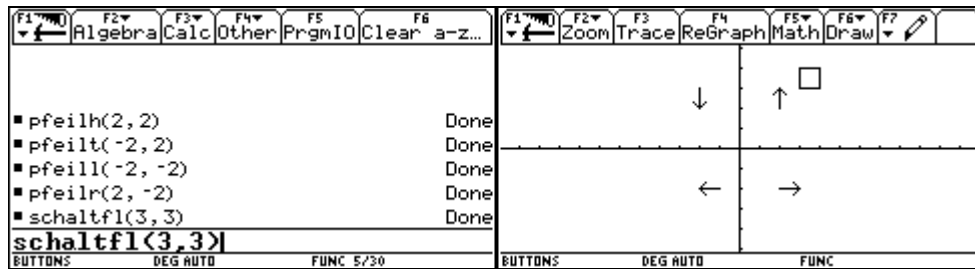 F1 F2 Algebra F3 Calc F4 Other F5 PrgmIO F6 Clear a-z…
▪pfeilh(2,2) Done
▪pfeilt(-2,2) Done
▪pfeill(-2,-2) Done
▪pfeilr(2,-2) Done
▪schaltfl(3,3) Done
schaltfl(3,3)
BUTTONS DEG AUTO FUNC 5/30
F1 F2 Zoom F3 Trace F4 ReGraph F5 Math F6 Draw F7
BUTTONS DEG AUTO FUNC